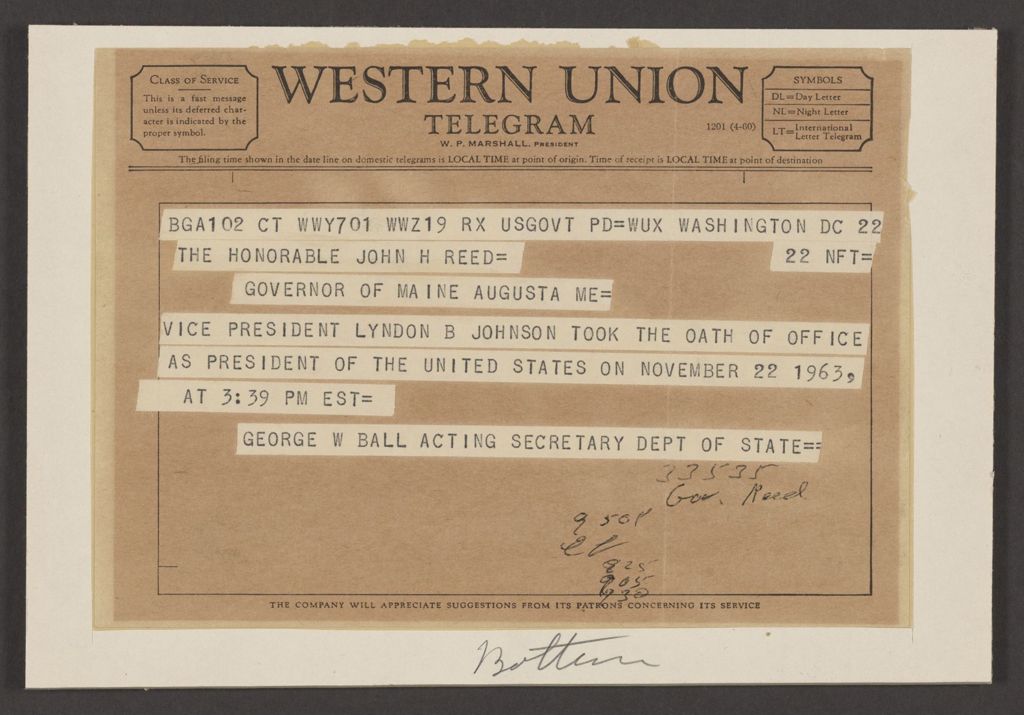 CLASS OF SERVICE
This is a fast message
unless its deferred char-
acter is indicated by the
proper symbol.
WESTERN UNION
TELEGRAM
W. P. MARSHALL, PRESIDENT
1201 (4-60)
SYMBOLS
DL=Day Letter
NL=Night Letter
LT=International Letter Telegram
The filing time shown in the date line on domestic telegrams is LOCAL TIME at point of origin. Time of receipt is LOCAL TIME at point of destination
BGA102 CT WWY701 WWZ19 RX USGOVT PD=WUX WASHINGTON DC 22
THE HONORABLE JOHN H REED= 22 NFT=
GOVERNOR OF MAINE AUGUSTA ME=
VICE PRESIDENT LYNDON B JOHNSON TOOK THE OATH OF OFFICE
AS PRESIDENT OF THE UNITED STATES ON NOVEMBER 22 1963,
AT 3:39 PM EST=
GEORGE W BALL ACTING SECRETARY DEPT OF STATE==
33535
Gov. Reed
9 50P
825
905
930
THE COMPANY WILL APPRECIATE SUGGESTIONS FROM ITS PATRONS CONCERNING ITS SERVICE
Bottom